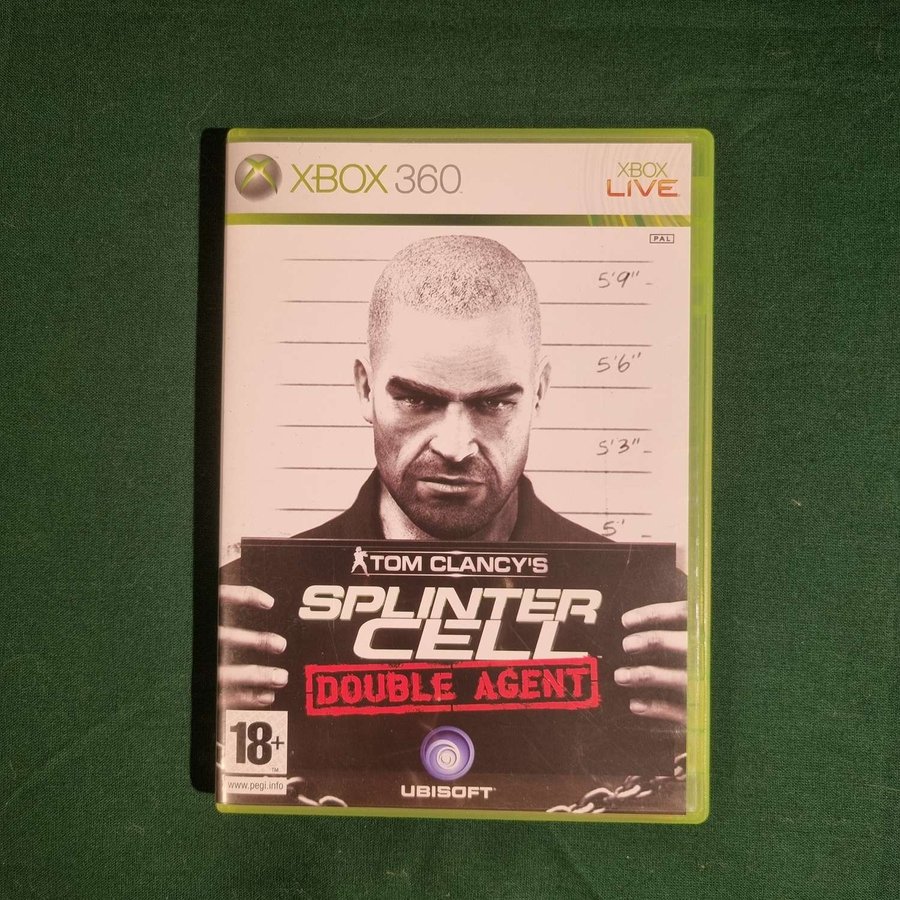 XBOX 360
XBOX
LIVE
PAL
5'9"
5'6"
5'3"
5'
TOM CLANCY'S
SPLINTER
CELL
DOUBLE AGENT
18+
™
www.pegi.info
UBISOFT